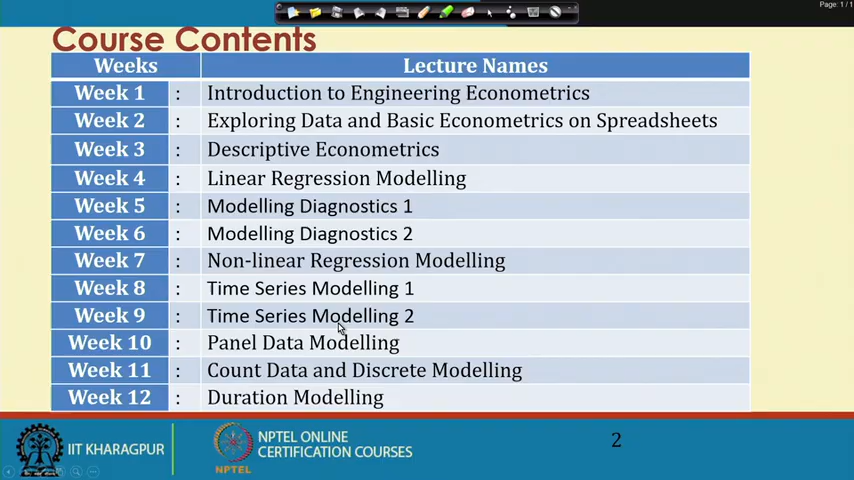 Page: 1 / 1
Course Contents
Weeks Lecture Names
Week 1 : Introduction to Engineering Econometrics
Week 2 : Exploring Data and Basic Econometrics on Spreadsheets
Week 3 : Descriptive Econometrics
Week 4 : Linear Regression Modelling
Week 5 : Modelling Diagnostics 1
Week 6 : Modelling Diagnostics 2
Week 7 : Non-linear Regression Modelling
Week 8 : Time Series Modelling 1
Week 9 : Time Series Modelling 2
Week 10 : Panel Data Modelling
Week 11 : Count Data and Discrete Modelling
Week 12 : Duration Modelling
2
IIT KHARAGPUR
NPTEL
NPTEL ONLINE
CERTIFICATION COURSES